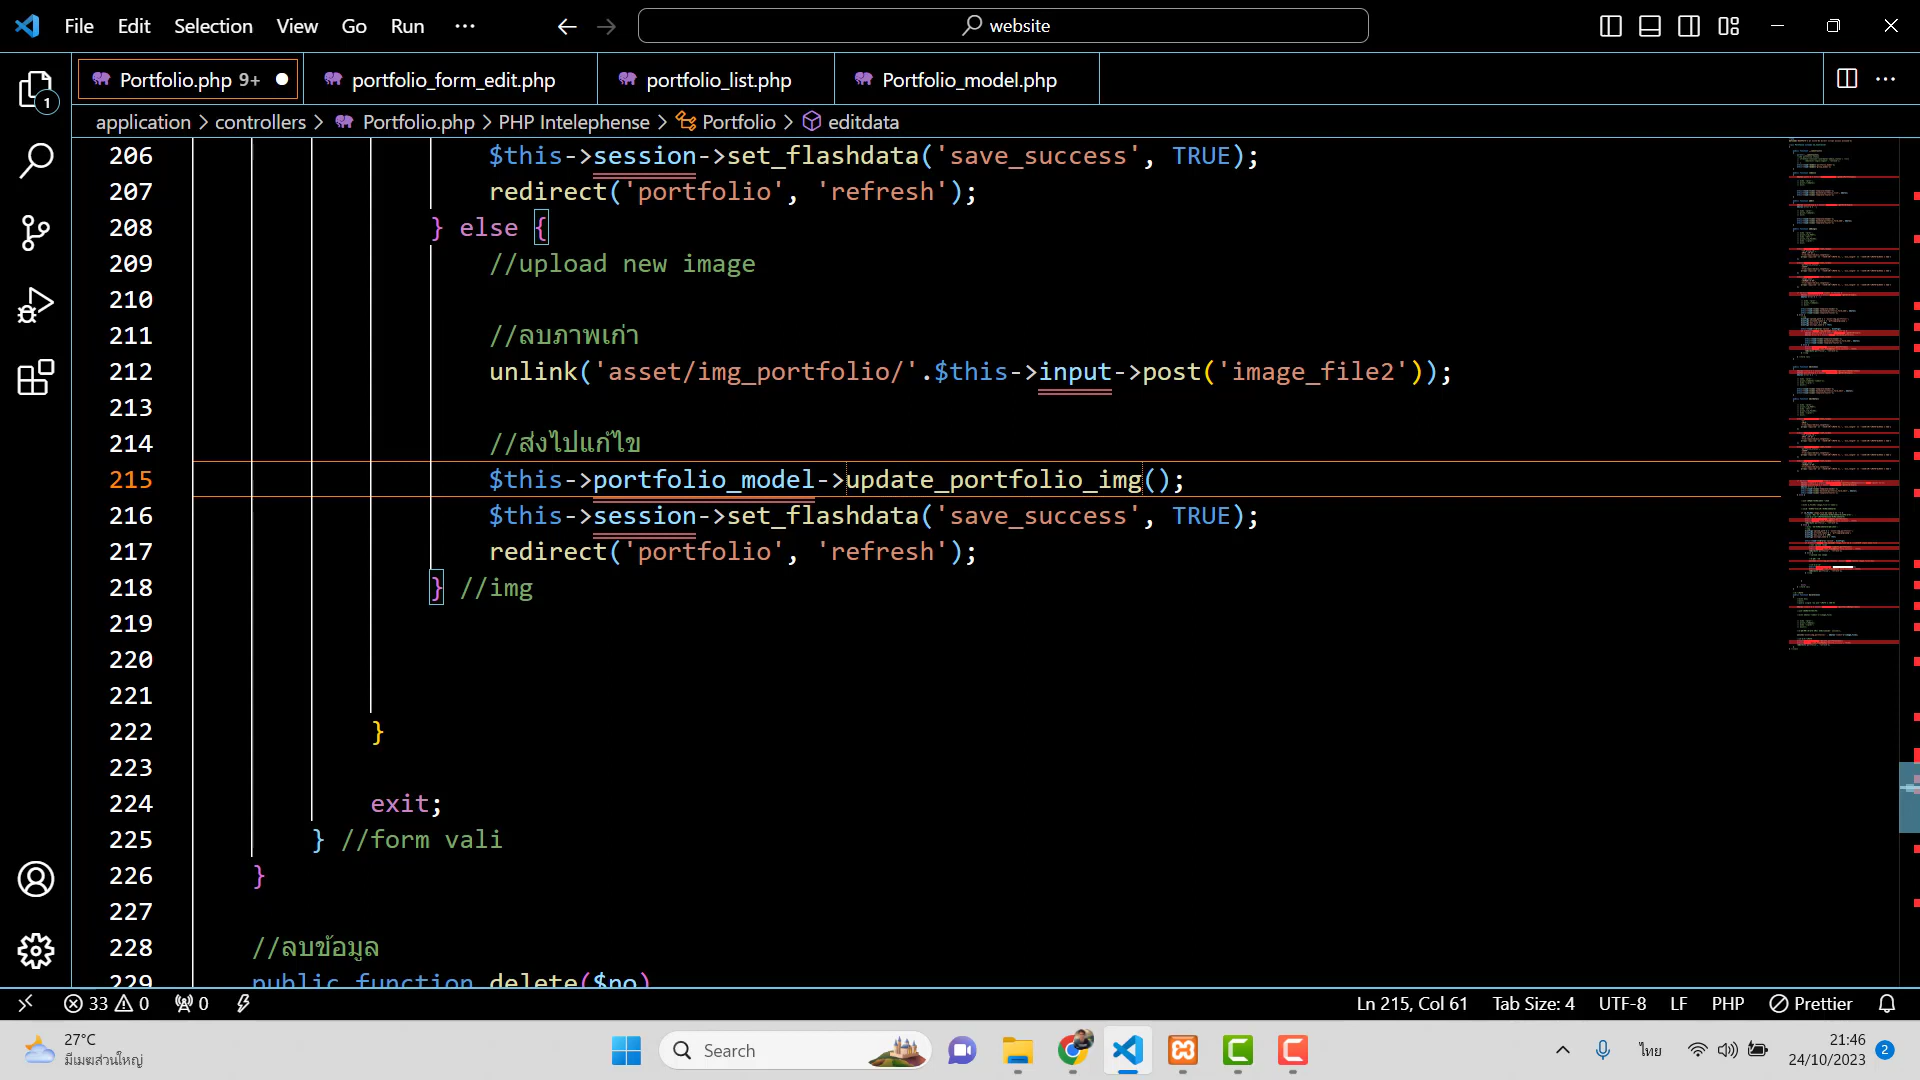 File Edit Selection View Go Run ··· website
Portfolio.php 9+ portfolio_form_edit.php portfolio_list.php Portfolio_model.php
application > controllers > Portfolio.php > PHP Intelephense > Portfolio > editdata
1
206 $this->session->set_flashdata('save_success', TRUE);
207 redirect('portfolio', 'refresh');
208 } else {
209 //upload new image
210
211 //ลบภาพเก่า
212 unlink('asset/img_portfolio/'.$this->input->post('image_file2'));
213
214 //ส่งไปแก้ไข
215 $this->portfolio_model->update_portfolio_img();
216 $this->session->set_flashdata('save_success', TRUE);
217 redirect('portfolio', 'refresh');
218 } //img
219
220
221
222 }
223
224 exit;
225 } //form vali
226 }
227
228 //ลบข้อมูล
229 public function delete($no)
33 0 0 Ln 215, Col 61 Tab Size: 4 UTF-8 LF PHP Prettier
27°C
มีเมฆส่วนใหญ่
Search
ไทย
21:46
24/10/2023
2